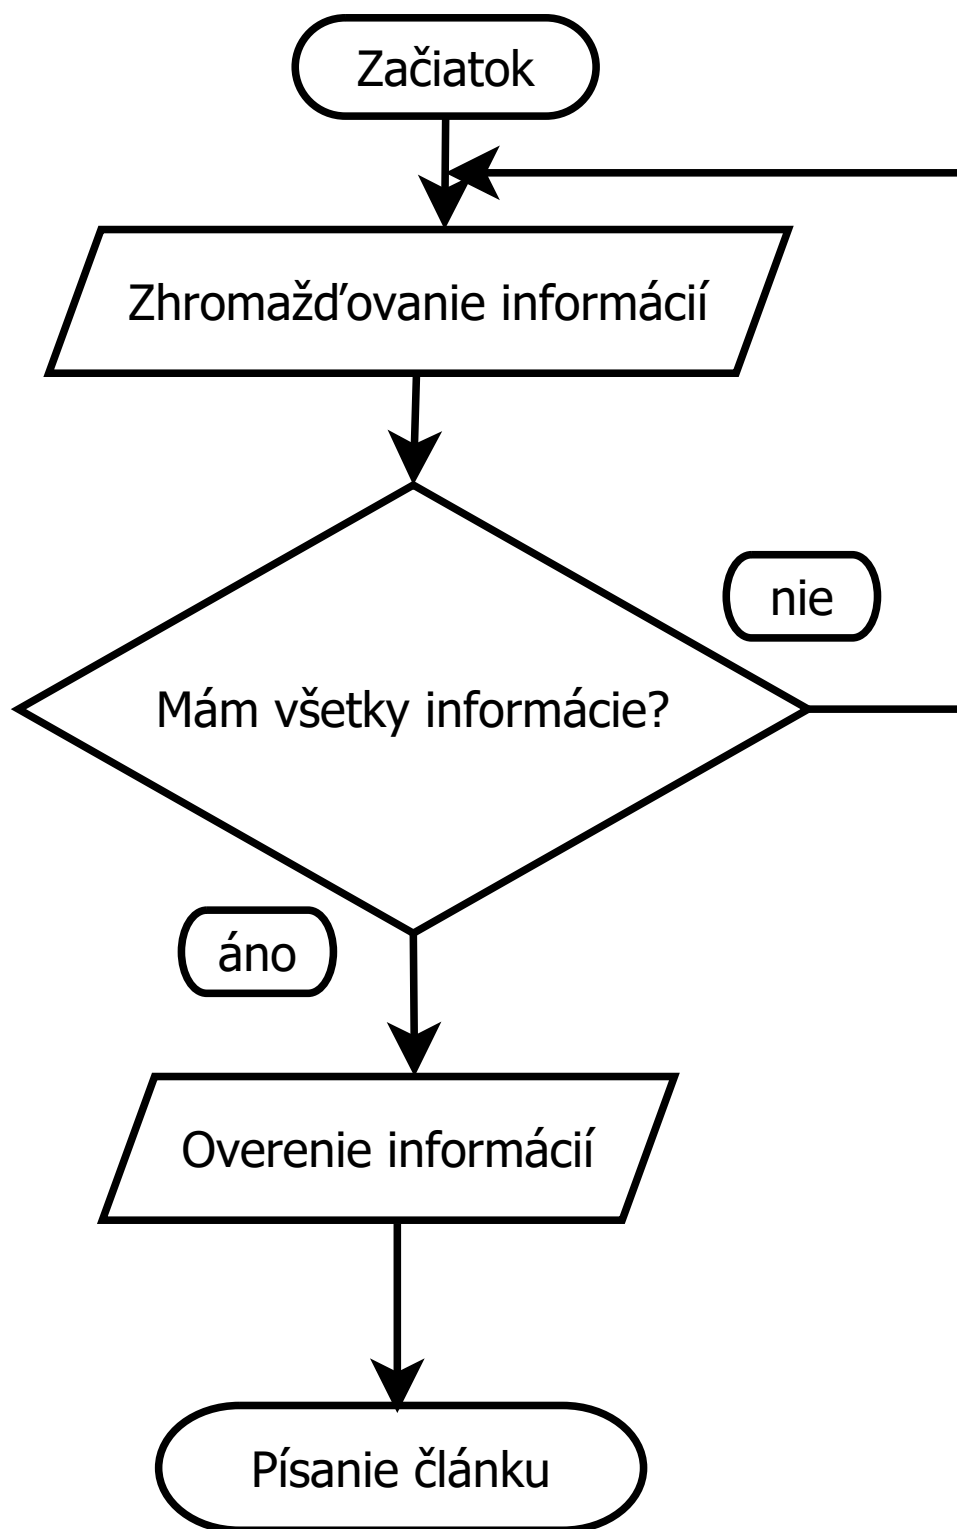 Začiatok
Zhromažďovanie informácií
nie
Mám všetky informácie?
áno
Overenie informácií
Písanie článku